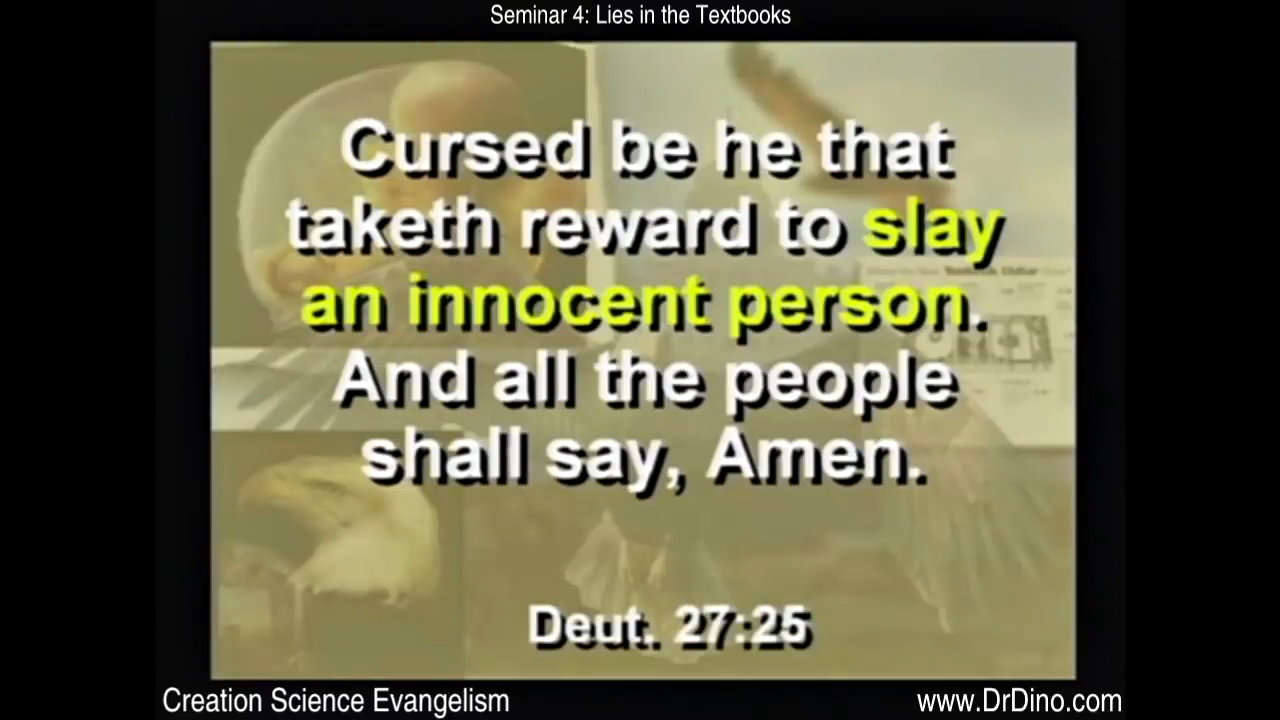 Seminar 4: Lies in the Textbooks
Cursed be he that
taketh reward to slay
an innocent person.
And all the people
shall say, Amen.
Deut. 27:25
Creation Science Evangelism
www.DrDino.com